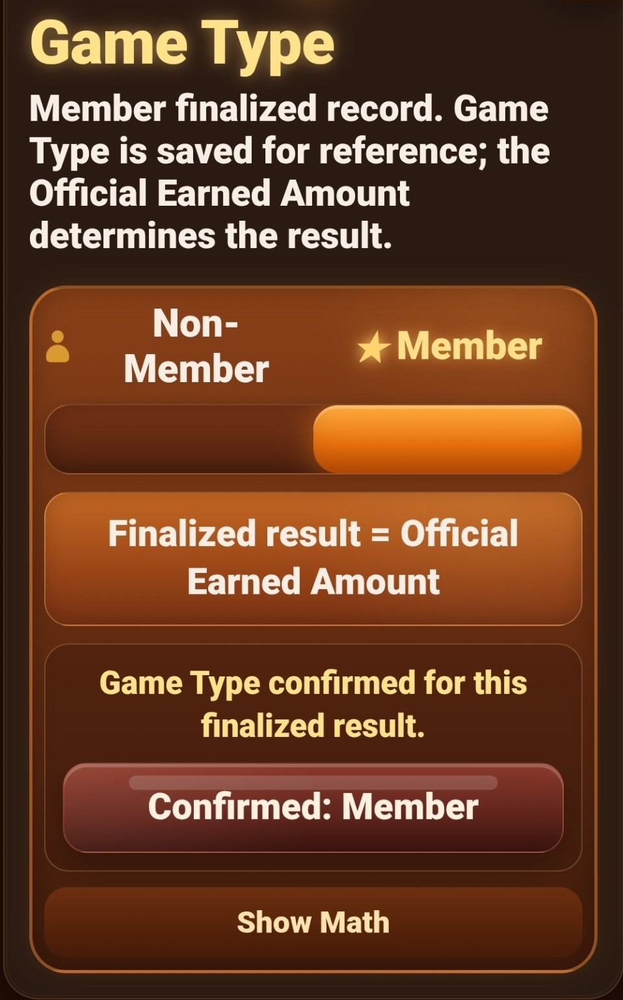 Game Type
Member finalized record. Game
Type is saved for reference; the
Official Earned Amount
determines the result.
Non-
Member
Member
Finalized result = Official
Earned Amount
Game Type confirmed for this
finalized result.
Confirmed: Member
Show Math